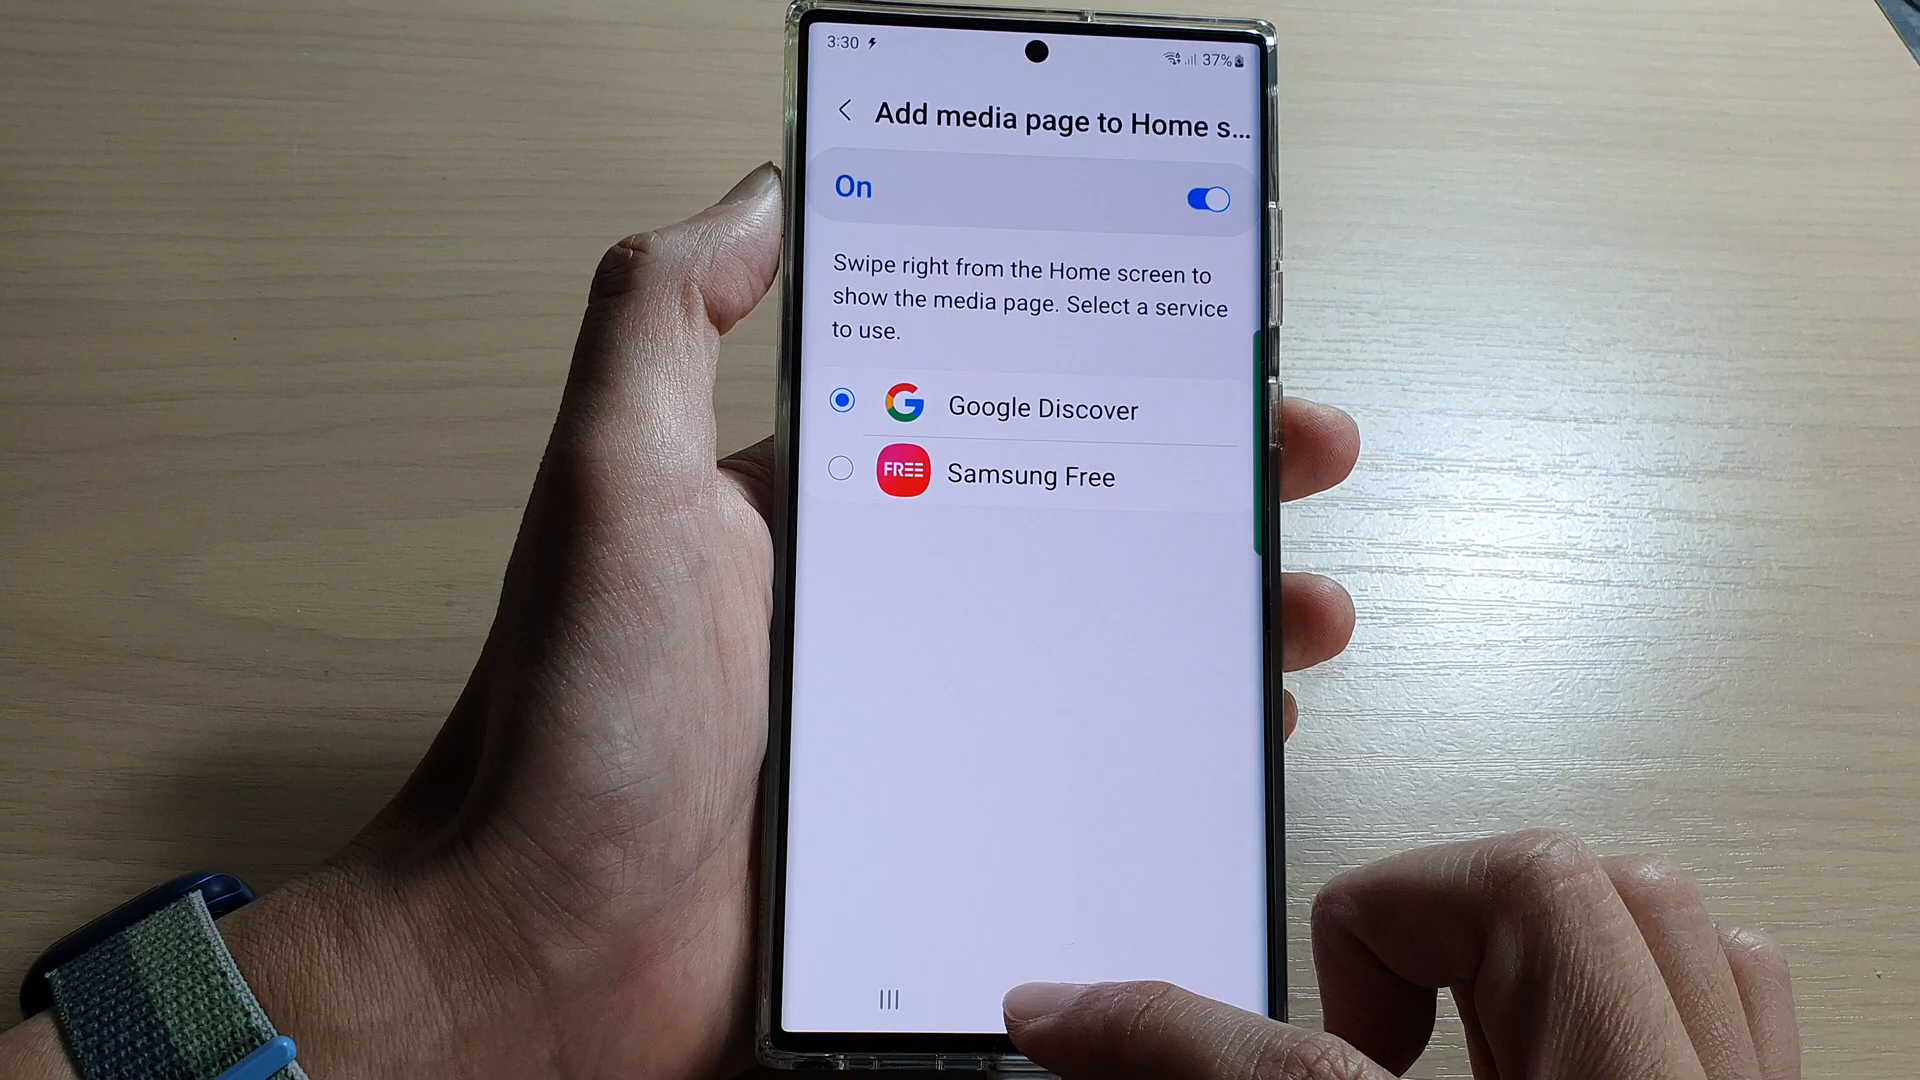 3:30
37%
Add media page to Home s...
On
Swipe right from the Home screen to
show the media page. Select a service
to use.
Google Discover
FREE Samsung Free